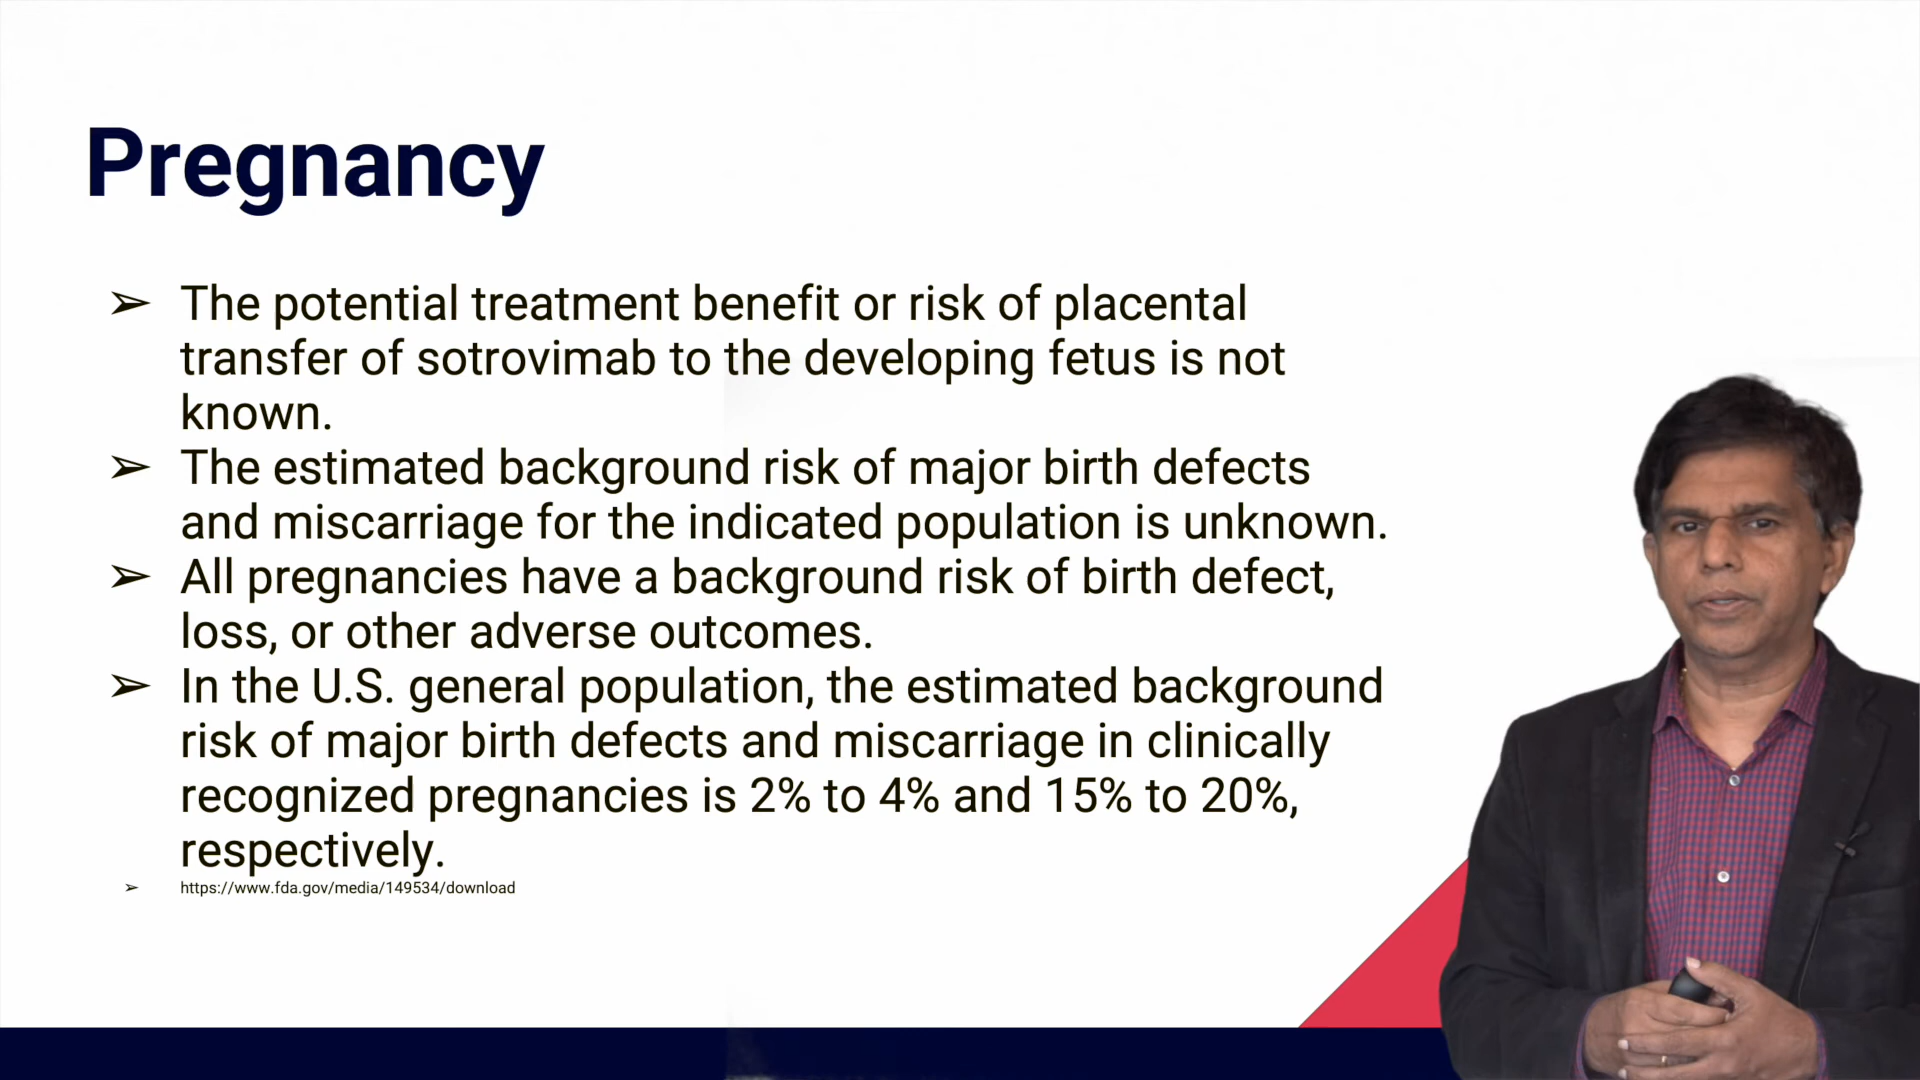 Pregnancy
➢ The potential treatment benefit or risk of placental
transfer of sotrovimab to the developing fetus is not
known.
➢ The estimated background risk of major birth defects
and miscarriage for the indicated population is unknown.
➢ All pregnancies have a background risk of birth defect,
loss, or other adverse outcomes.
➢ In the U.S. general population, the estimated background
risk of major birth defects and miscarriage in clinically
recognized pregnancies is 2% to 4% and 15% to 20%,
respectively.
➢ https://www.fda.gov/media/149534/download